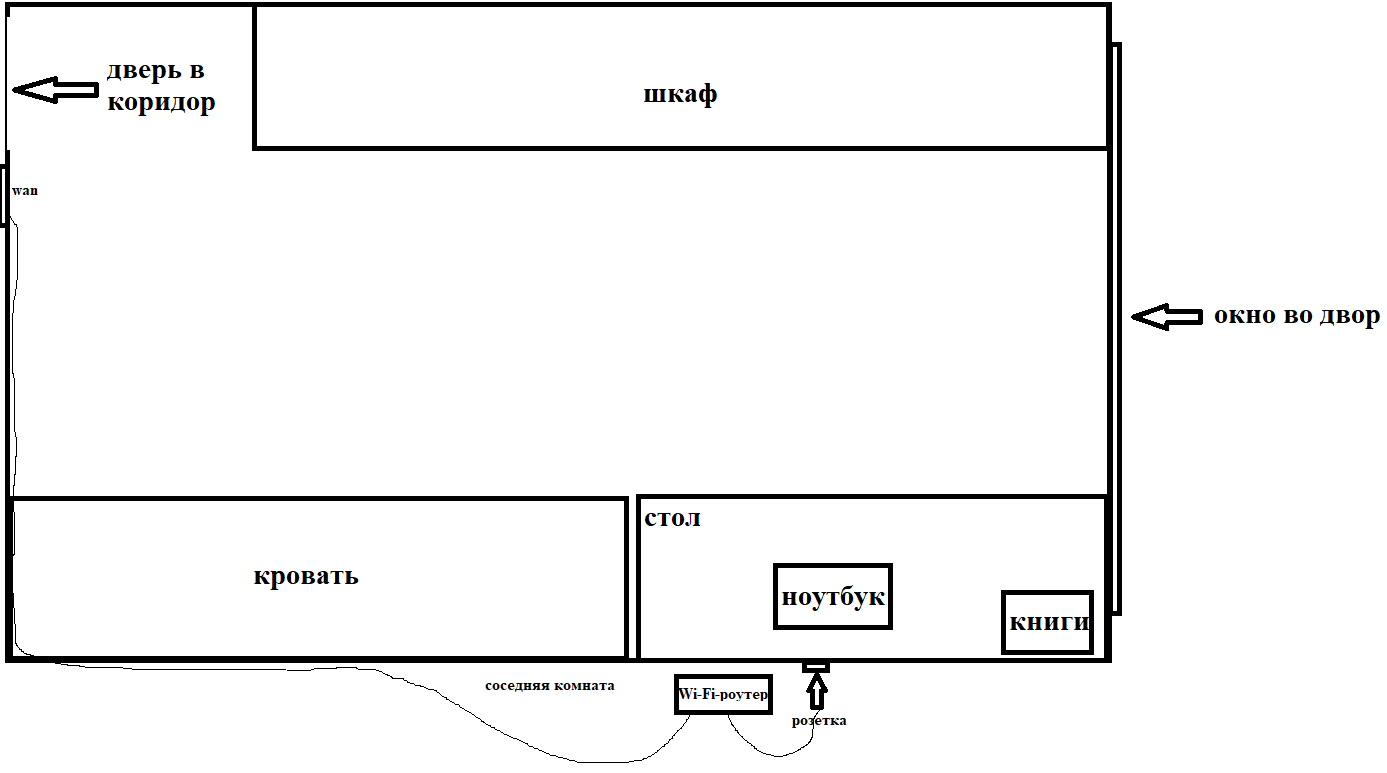 дверь в
коридор
шкаф
wan
окно во двор
стол
кровать
ноутбук
книги
соседняя комната
Wi-Fi-роутер
розетка